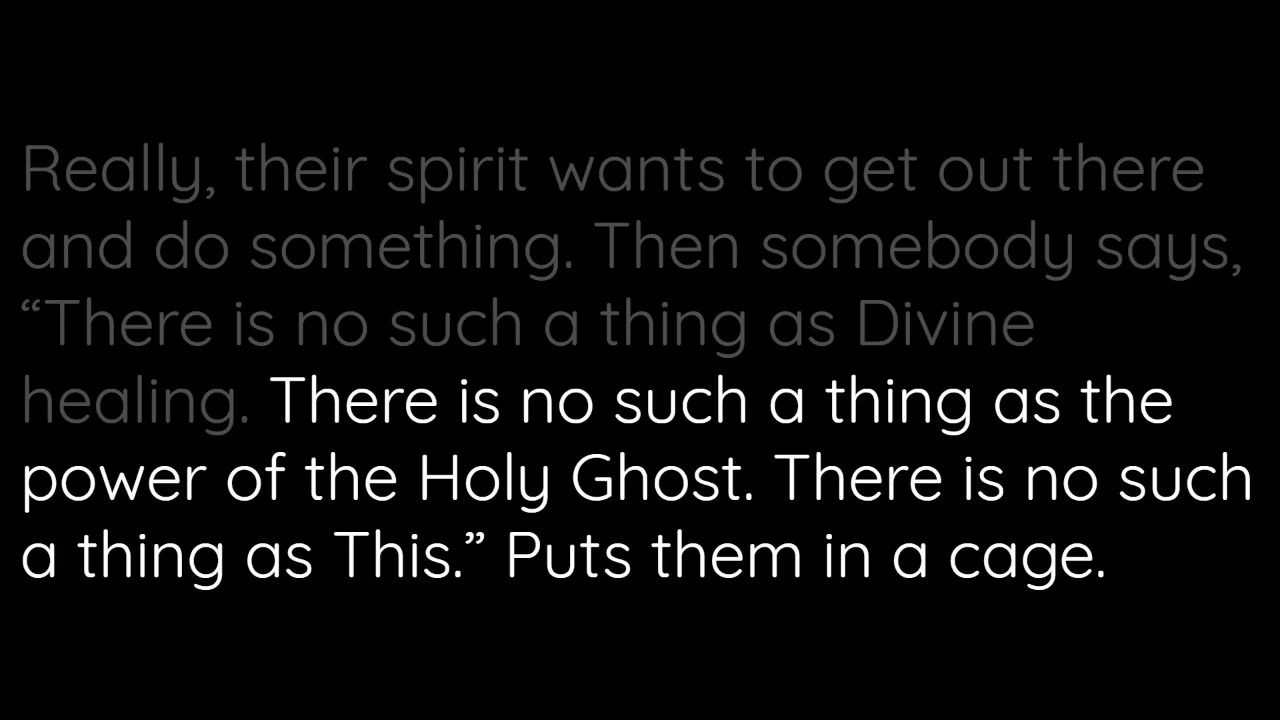 Really, their spirit wants to get out there
and do something. Then somebody says,
“There is no such a thing as Divine
healing. There is no such a thing as the
power of the Holy Ghost. There is no such
a thing as This.” Puts them in a cage.